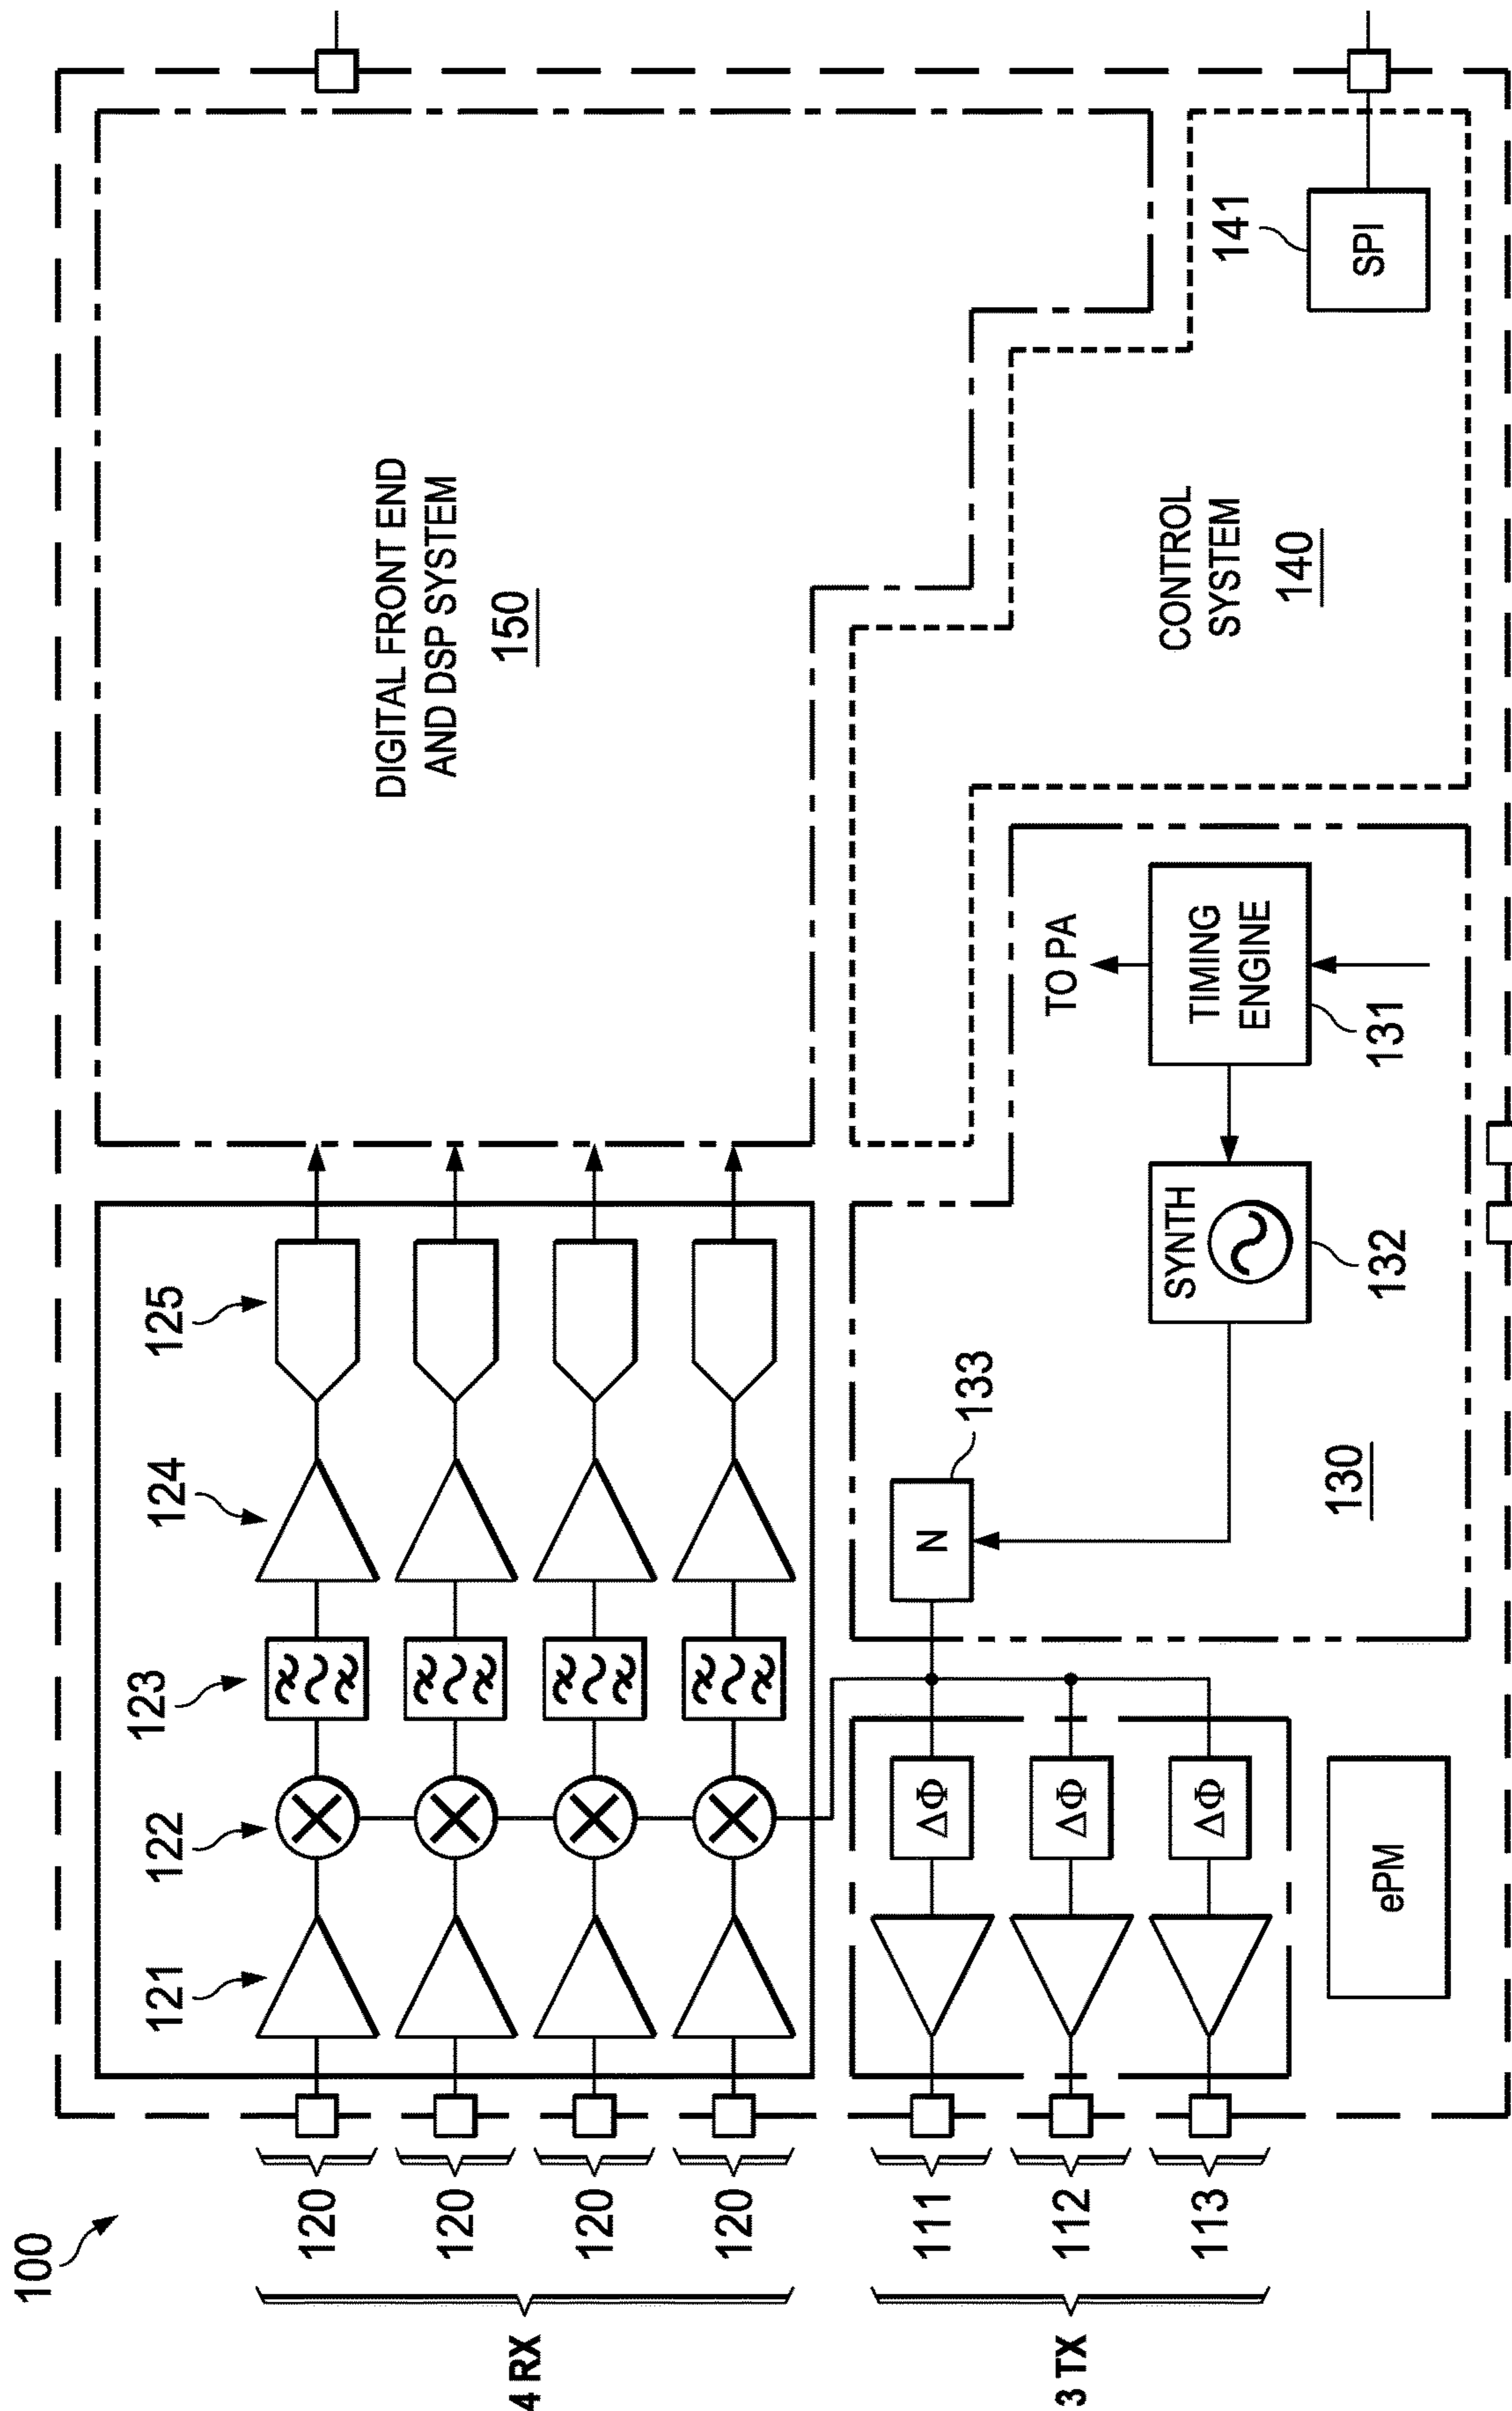 100
4 RX
120
120
120
120
121
122
123
124
125
DIGITAL FRONT END
AND DSP SYSTEM
150
3 TX
111
112
113
ΔΦ
ΔΦ
ΔΦ
ePM
N
133
130
SYNTH
132
TO PA
TIMING
ENGINE
131
CONTROL
SYSTEM
140
141
SPI